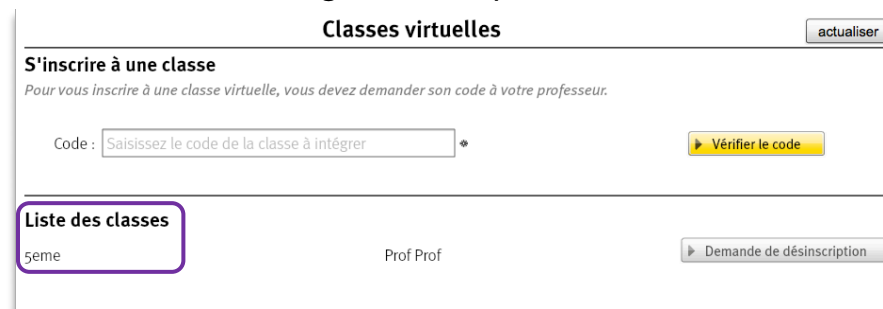 Classes virtuelles
actualiser
S'inscrire à une classe
Pour vous inscrire à une classe virtuelle, vous devez demander son code à votre professeur.
Code : Saisissez le code de la classe à intégrer * Vérifier le code
Liste des classes
5eme Prof Prof Demande de désinscription